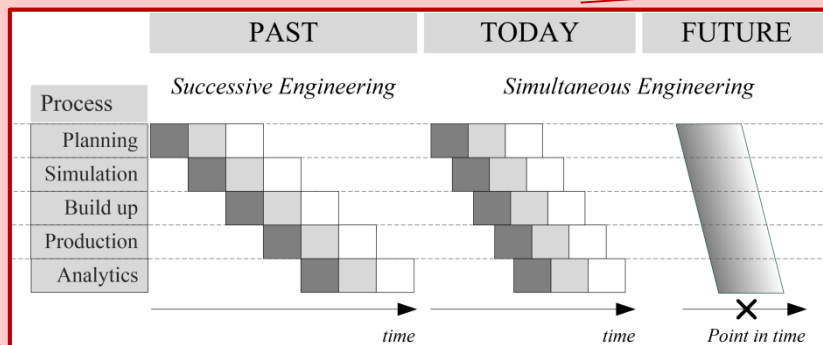 PAST TODAY FUTURE
Successive Engineering Simultaneous Engineering
Process
Planning
Simulation
Build up
Production
Analytics
time time Point in time